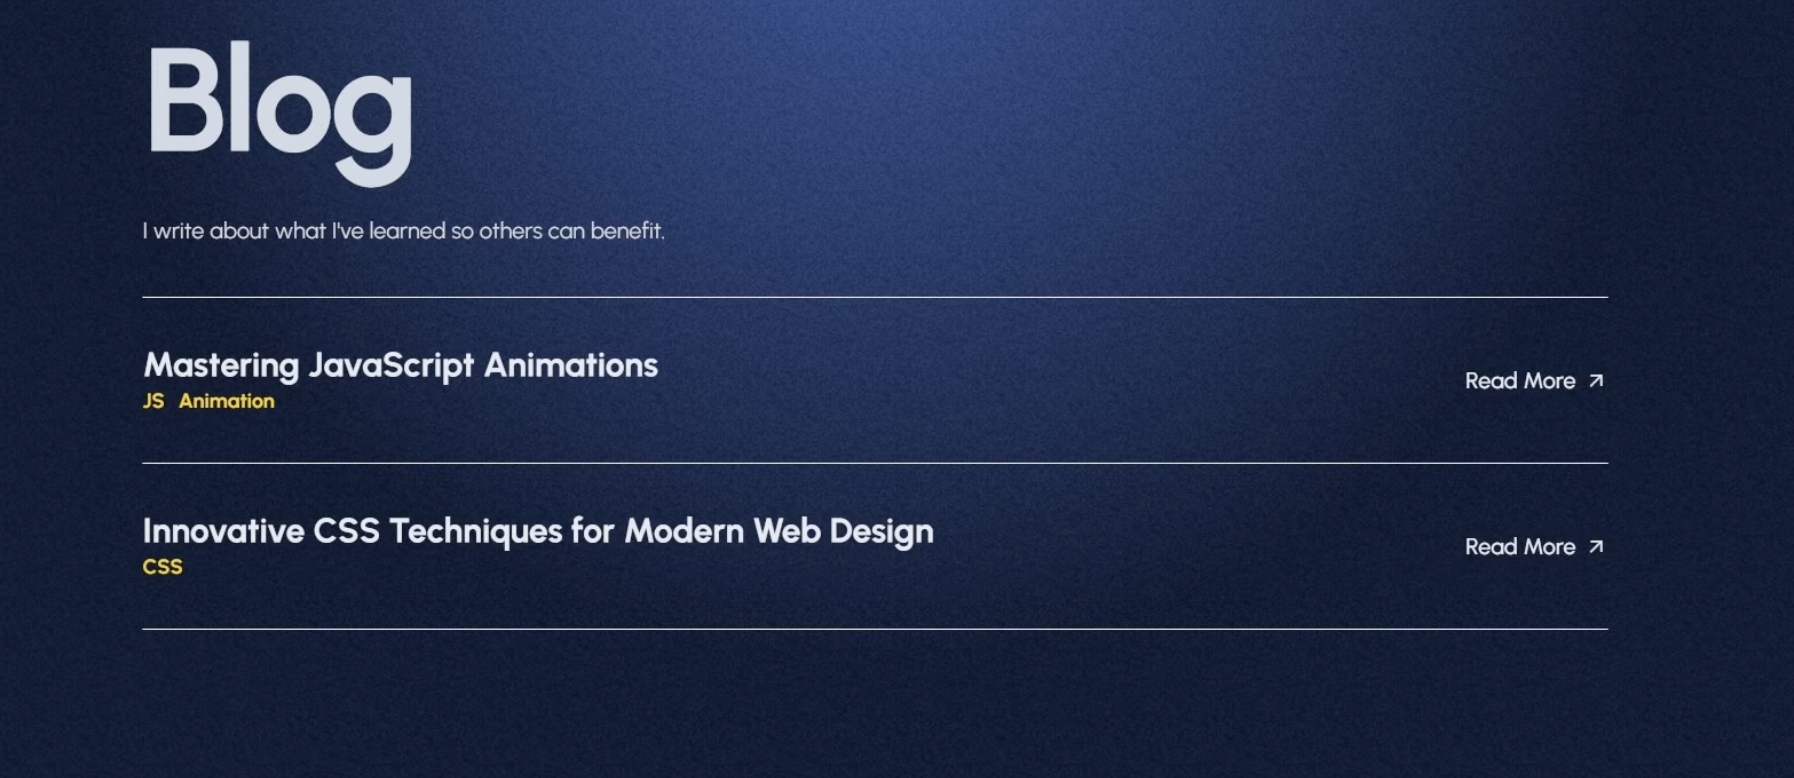 Blog
I write about what I've learned so others can benefit.
Mastering JavaScript Animations
JS Animation
Read More
Innovative CSS Techniques for Modern Web Design
CSS
Read More